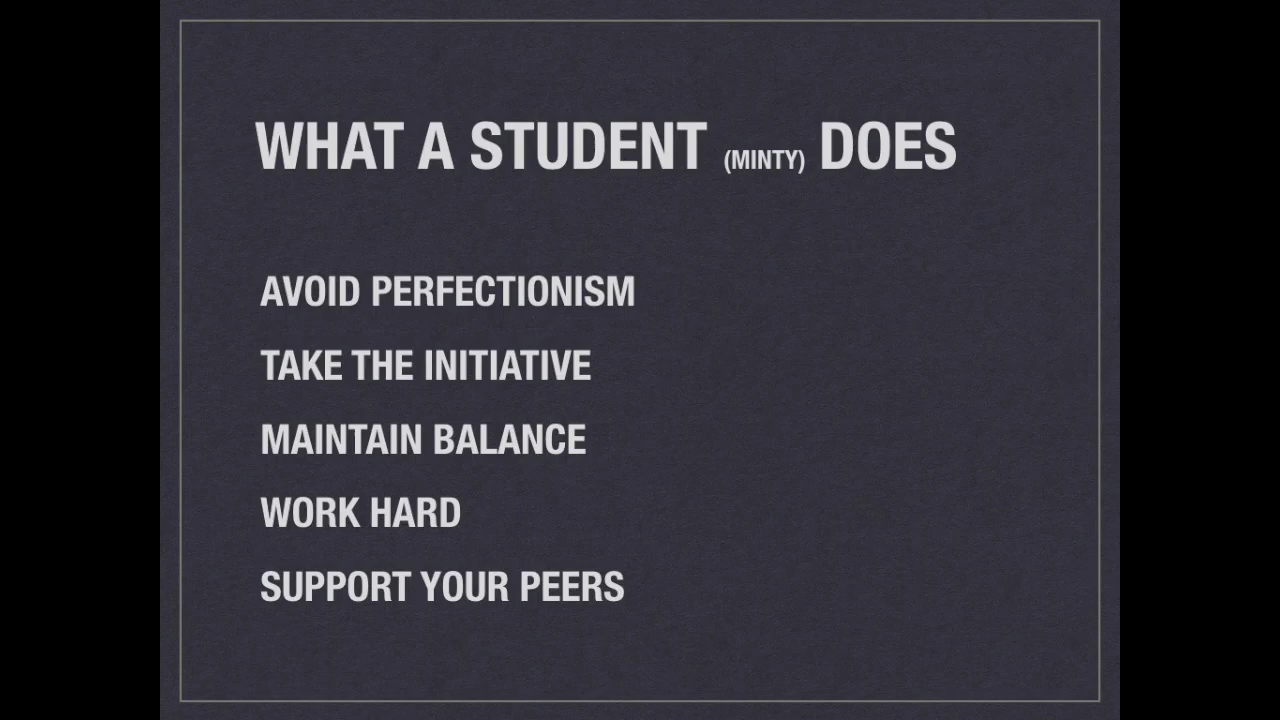 WHAT A STUDENT (MINTY) DOES
AVOID PERFECTIONISM
TAKE THE INITIATIVE
MAINTAIN BALANCE
WORK HARD
SUPPORT YOUR PEERS